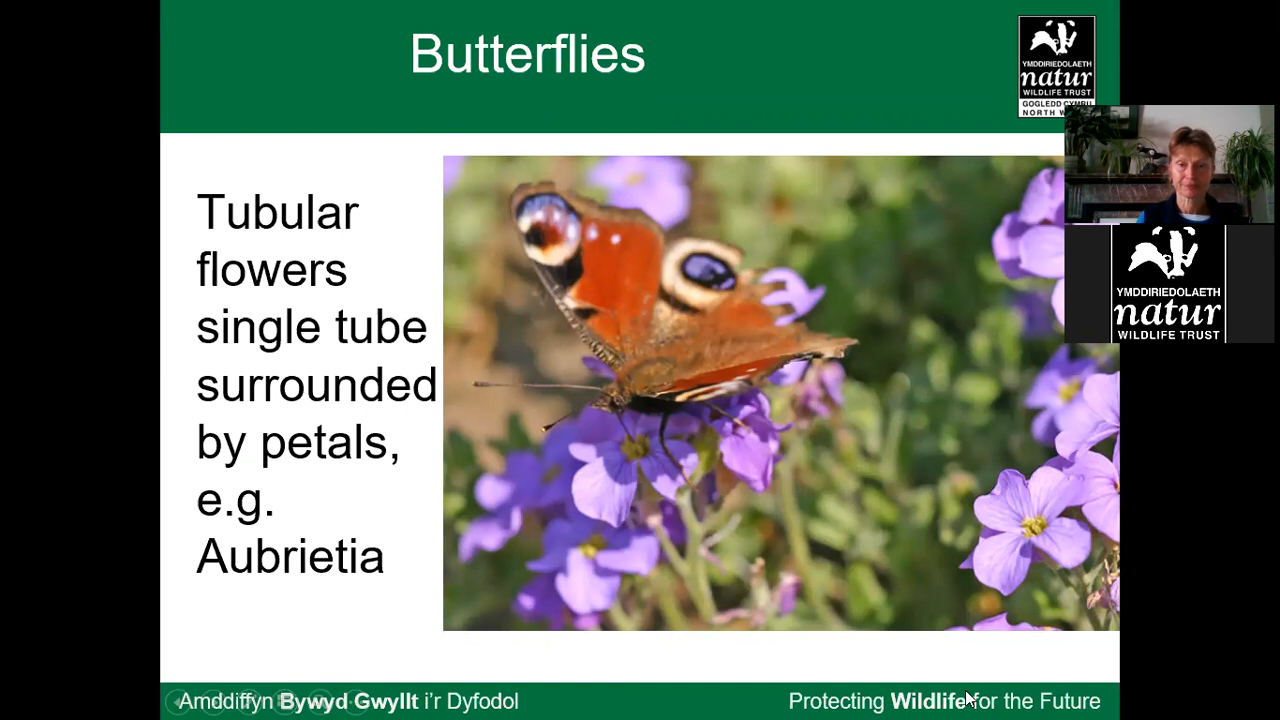 Butterflies
YMDDIRIEDOLAETH
natur
WILDLIFE TRUST
GOGLEDD CYMRU
NORTH
Tubular
flowers
single tube
surrounded
by petals,
e.g.
Aubrietia
YMDDIRIEDOLAETH
natur
WILDLIFE TRUST
Amddiffyn Bywyd Gwyllt i'r Dyfodol
Protecting Wildlife for the Future